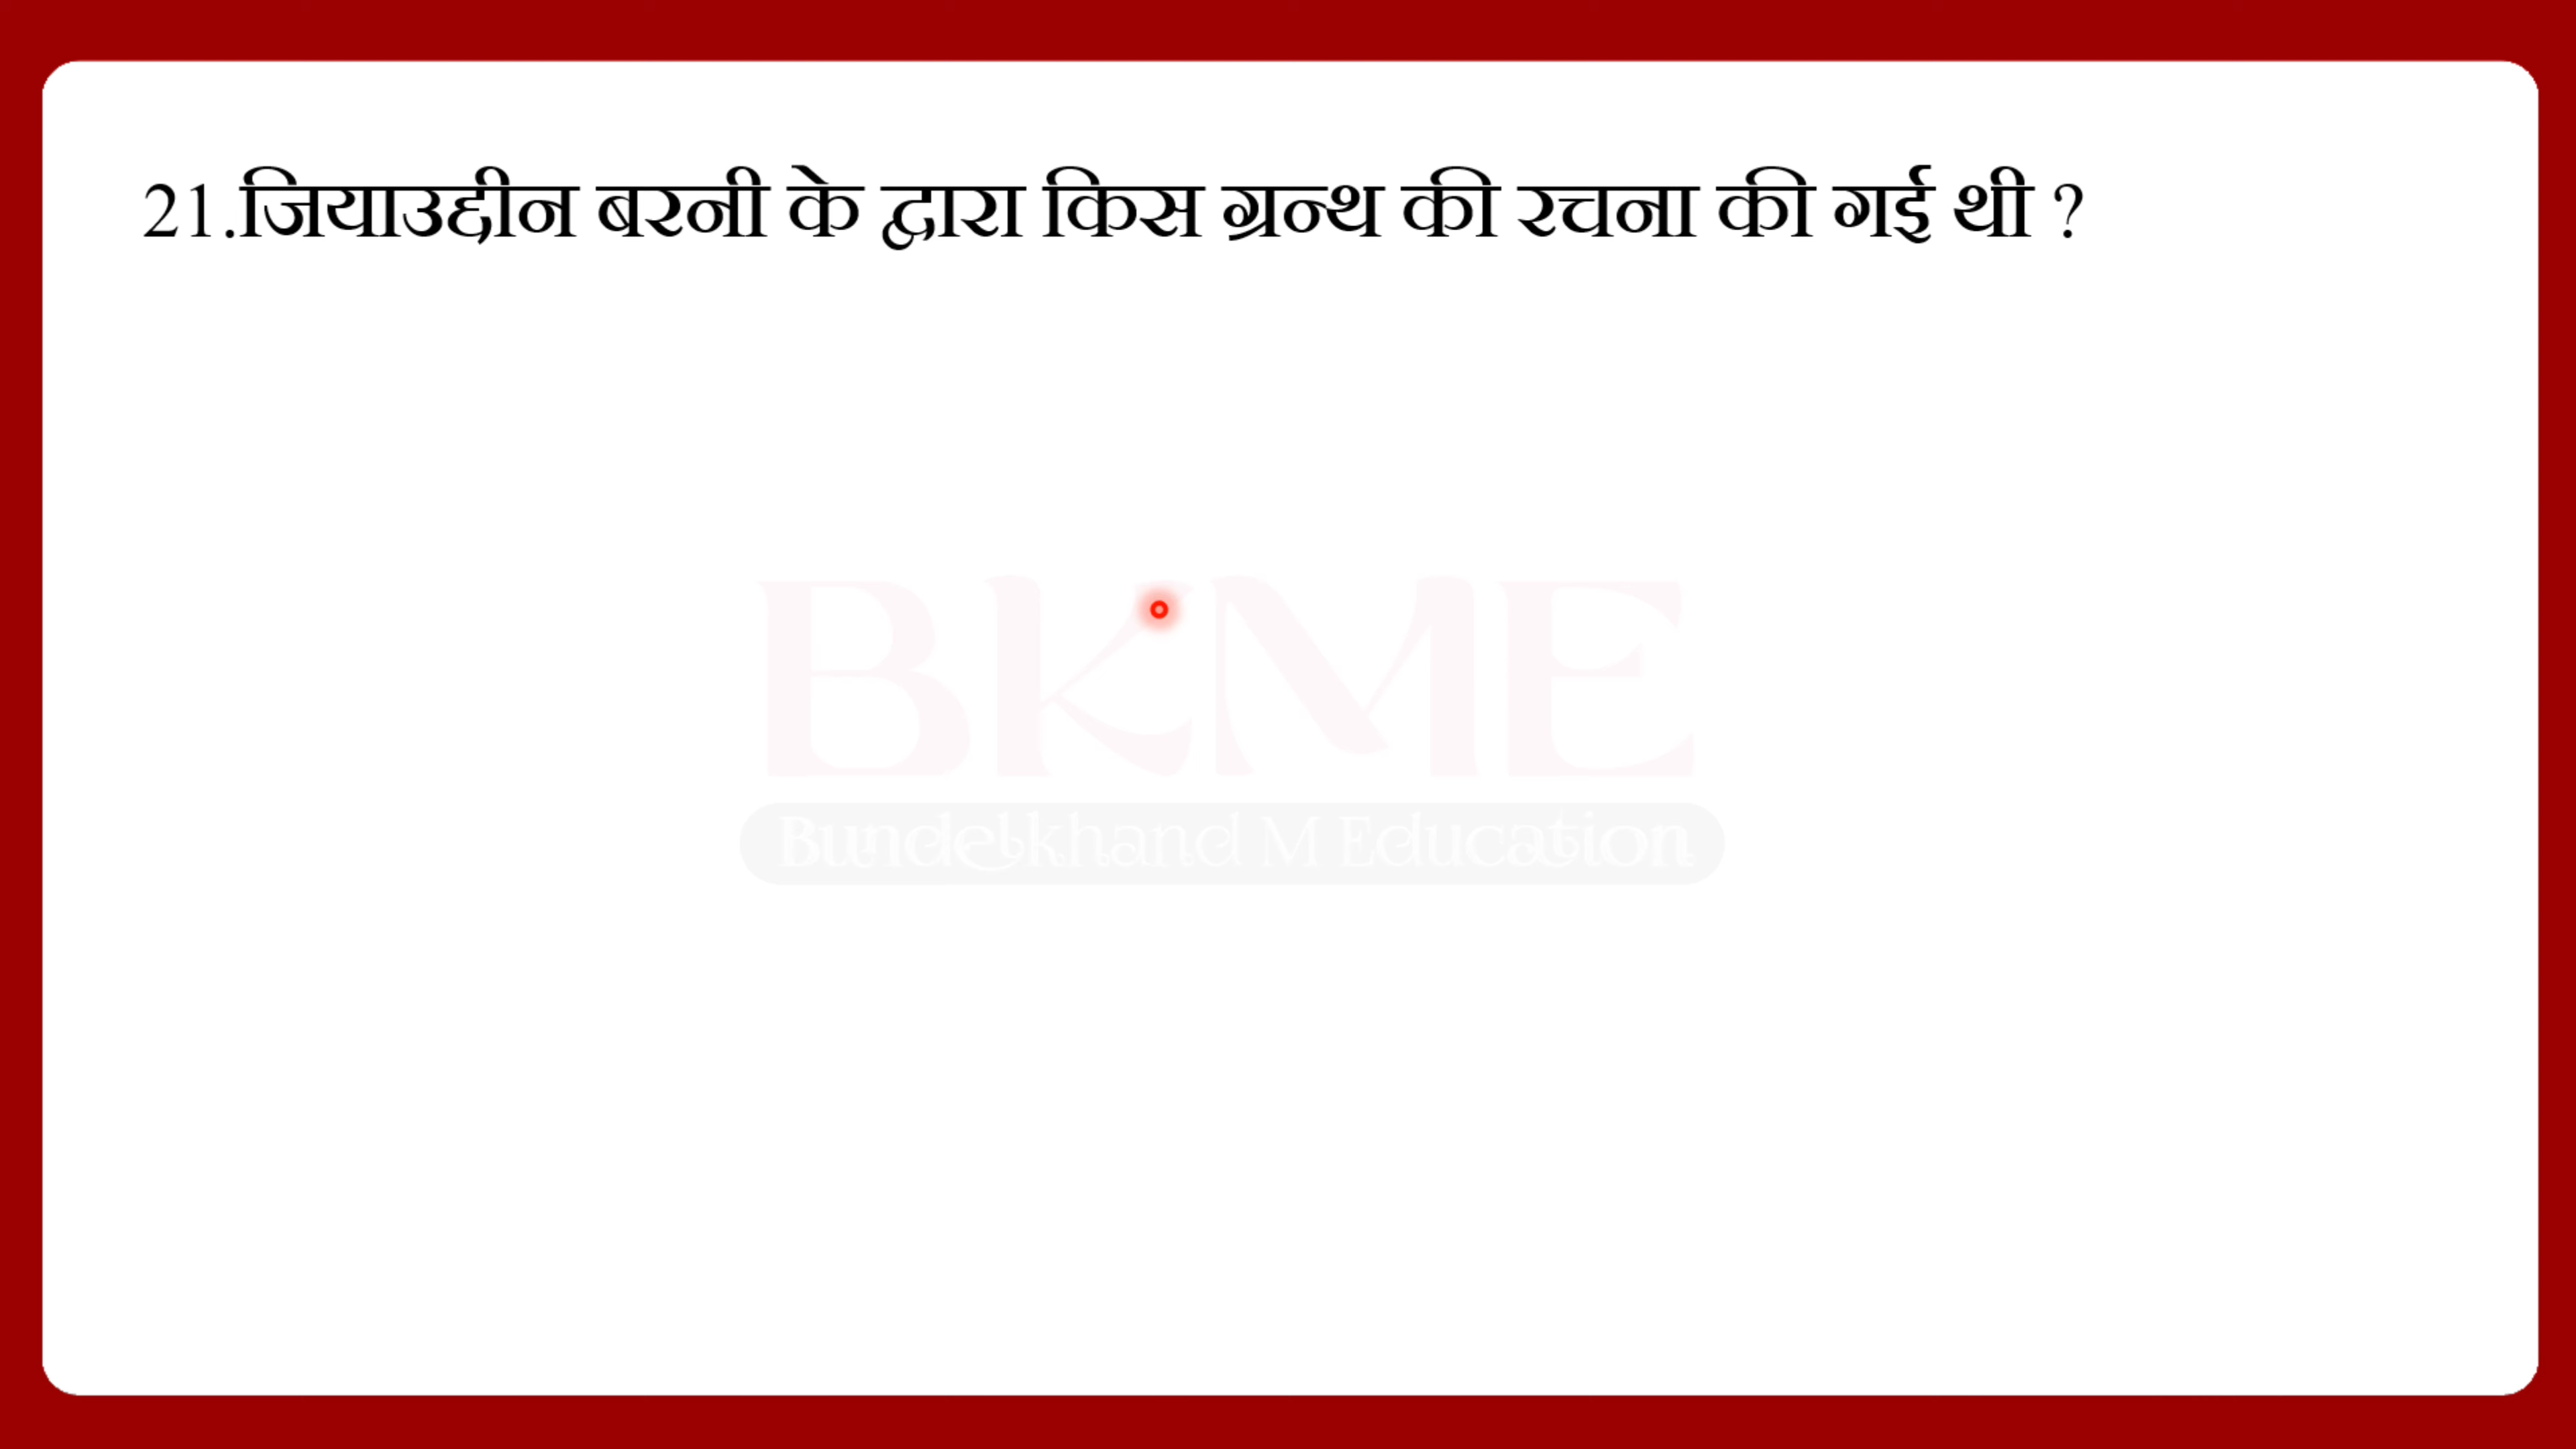 21.जियाउद्दीन बरनी के द्वारा किस ग्रन्थ की रचना की गई थी ?
BKME
Bundelkhand M Education